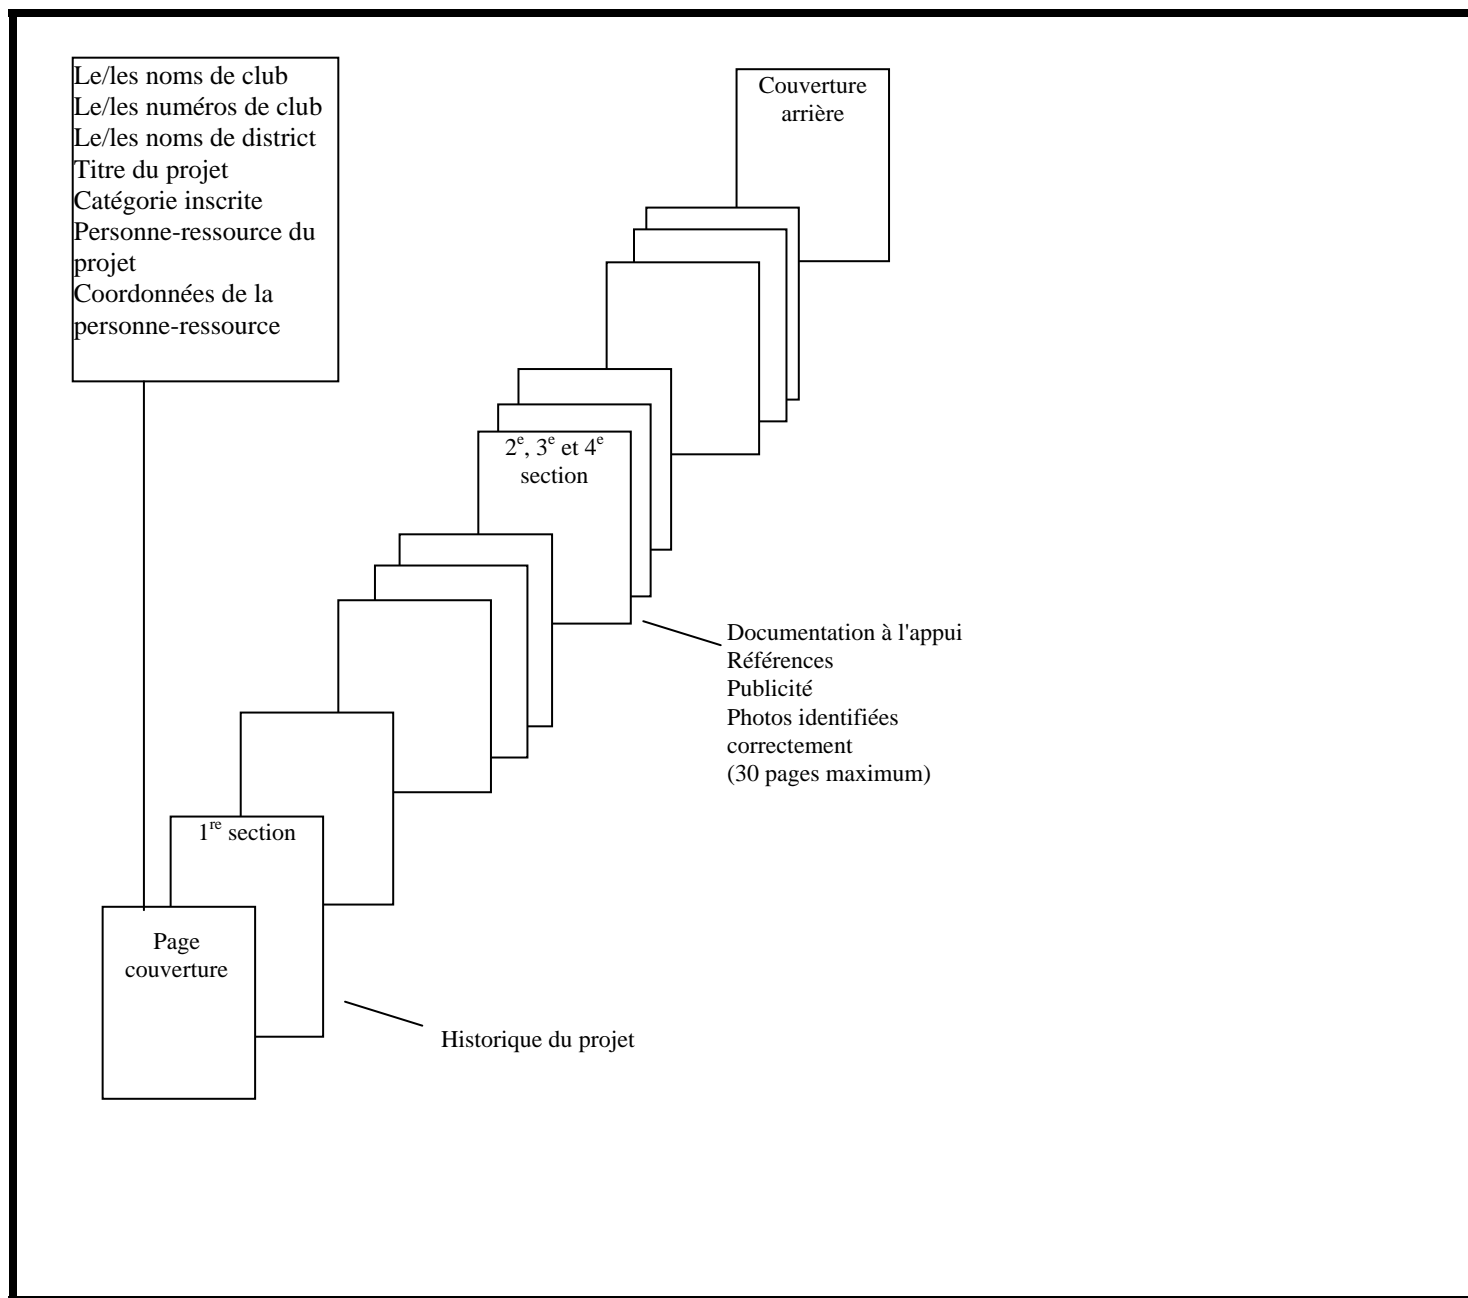 Le/les noms de club
Le/les numéros de club
Le/les noms de district
Titre du projet
Catégorie inscrite
Personne-ressource du
projet
Coordonnées de la
personne-ressource
Couverture
arrière
2e, 3e et 4e
section
Documentation à l'appui
Références
Publicité
Photos identifiées
correctement
(30 pages maximum)
1re section
Page
couverture
Historique du projet